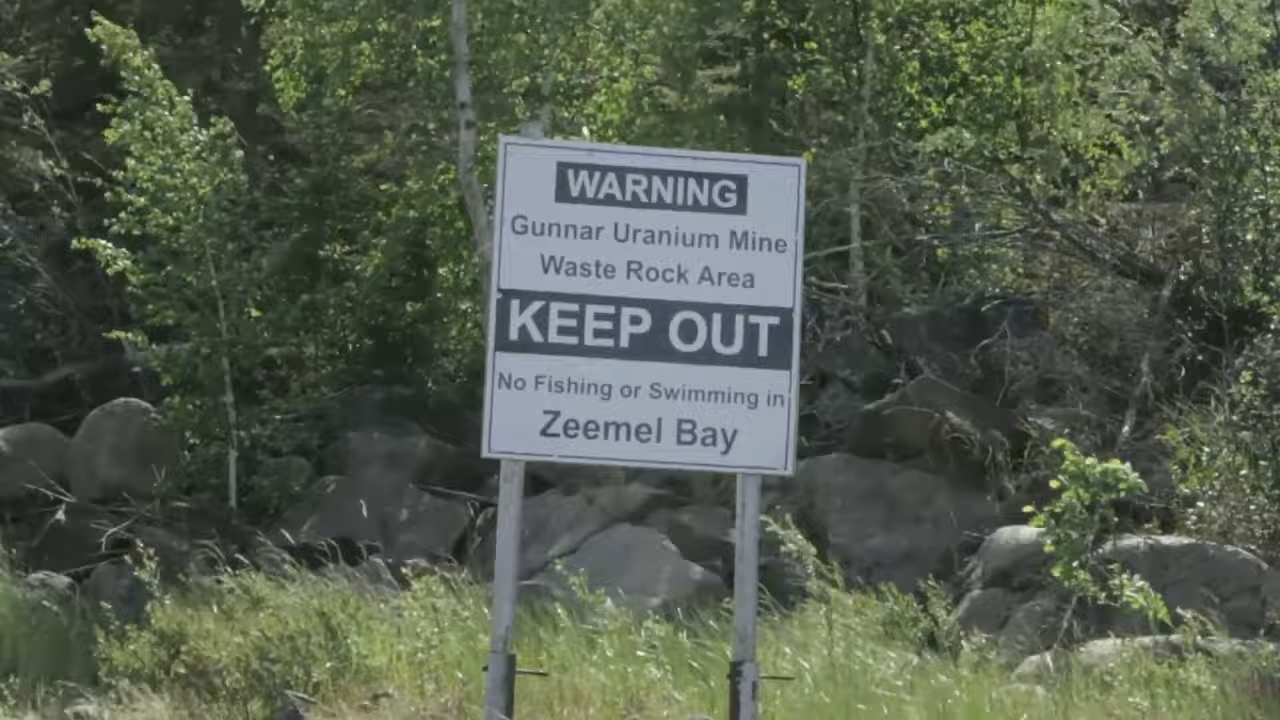 WARNING
Gunnar Uranium Mine
Waste Rock Area
KEEP OUT
No Fishing or Swimming in
Zeemel Bay